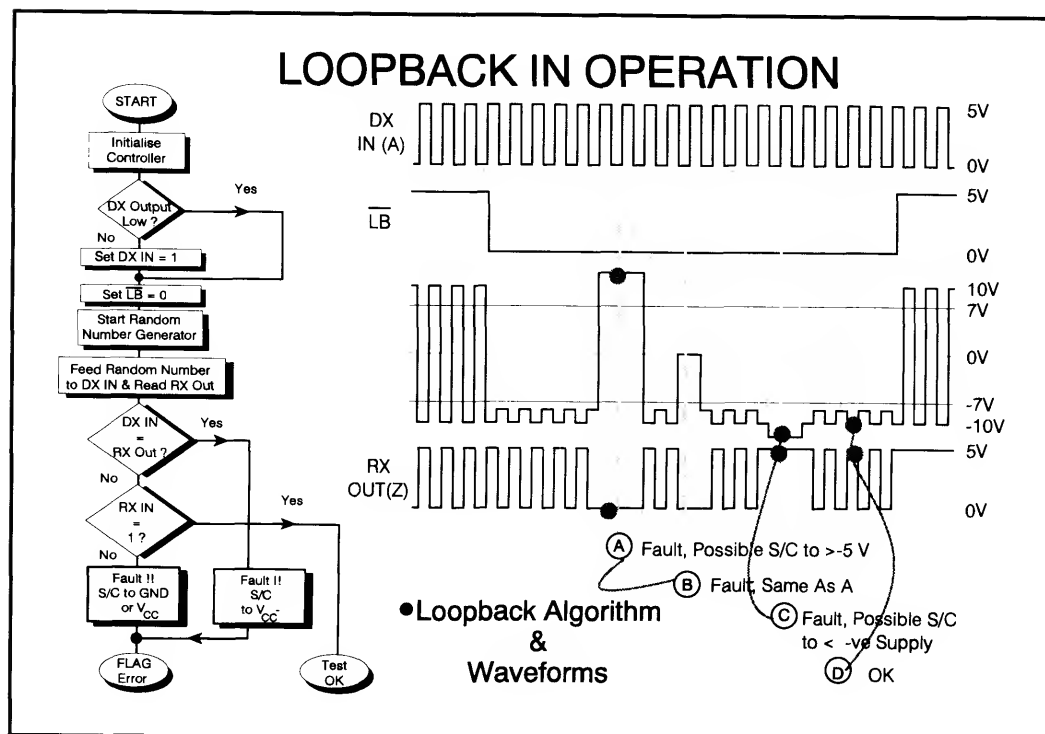 LOOPBACK IN OPERATION
START
Initialise
Controller
Yes
DX Output
Low ?
No
Set DX IN = 1
Set L̅B̅ = 0
Start Random
Number Generator
Feed Random Number
to DX IN & Read RX Out
DX IN
=
RX Out ?
Yes
No
RX IN
=
1 ?
Yes
No
Fault !!
S/C to GND
or VCC
Fault !!
S/C
to VCC-
FLAG
Error
Test
OK
DX
IN (A)
5V
0V
L̅B̅
5V
0V
10V
7V
0V
-7V
-10V
RX
OUT(Z)
5V
0V
A Fault, Possible S/C to >-5 V
B Fault, Same As A
C Fault, Possible S/C
to < -ve Supply
D OK
●Loopback Algorithm
&
Waveforms